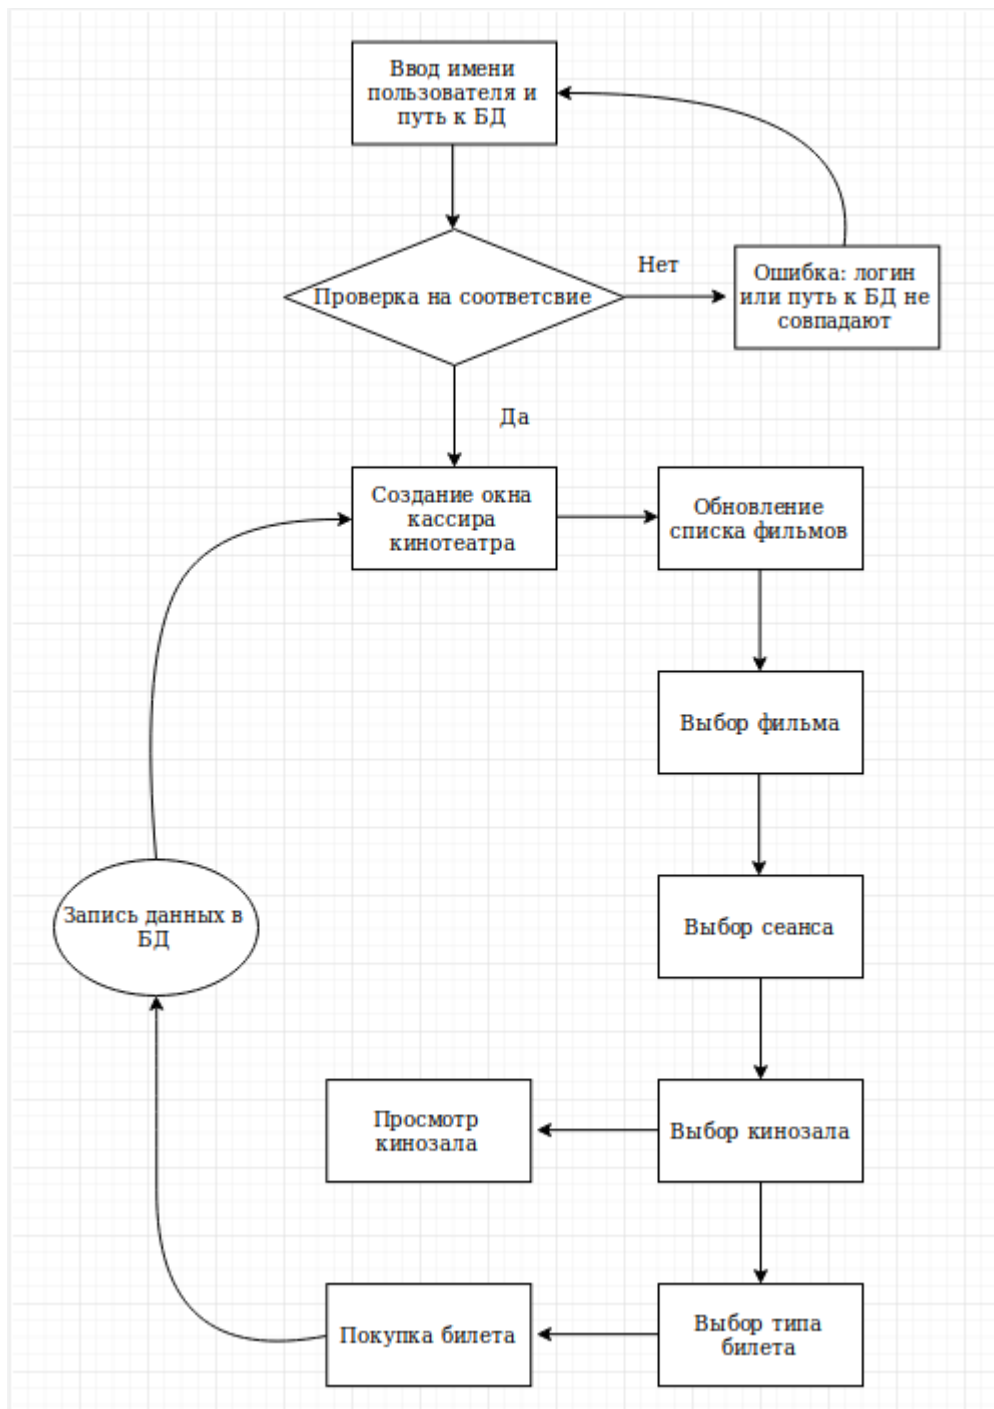 Ввод имени
пользователя и
путь к БД
Проверка на соответсвие
Нет
Ошибка: логин
или путь к БД не
совпадают
Да
Создание окна
кассира
кинотеатра
Обновление
списка фильмов
Выбор фильма
Выбор сеанса
Запись данных в
БД
Просмотр
кинозала
Выбор кинозала
Покупка билета
Выбор типа
билета